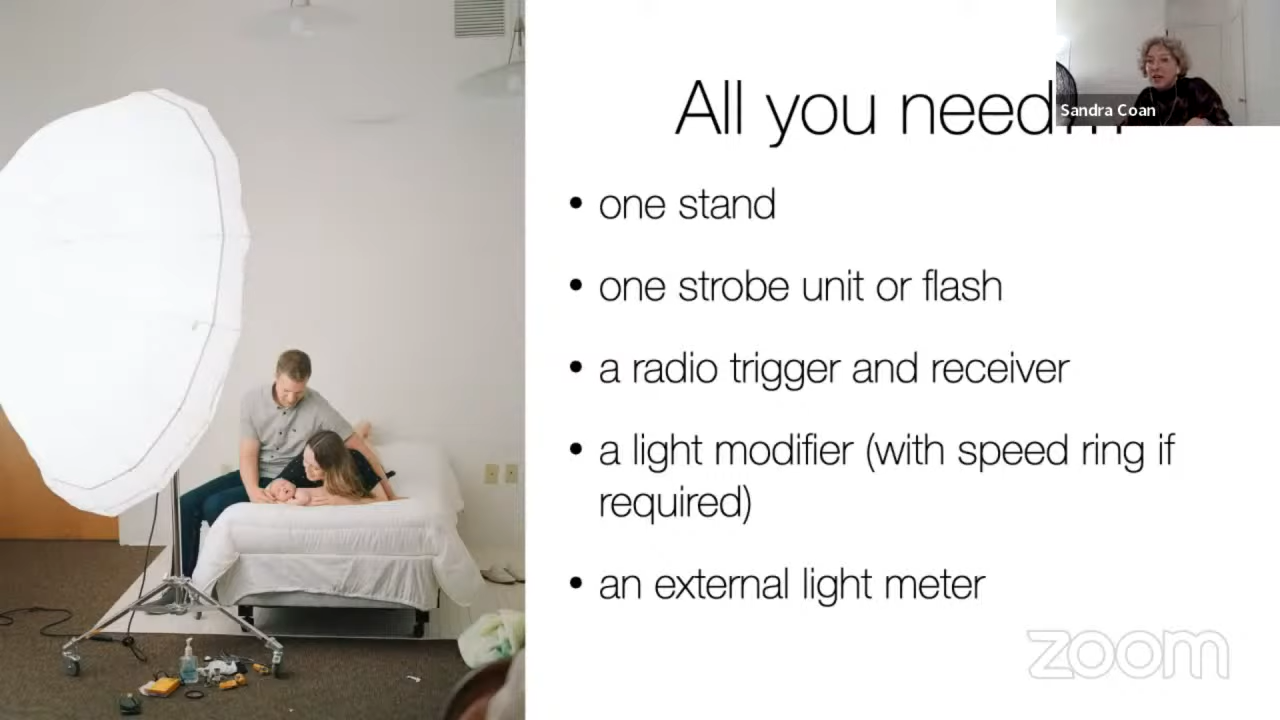 All you need...
Sandra Coan
• one stand
• one strobe unit or flash
• a radio trigger and receiver
• a light modifier (with speed ring if
required)
• an external light meter
zoom